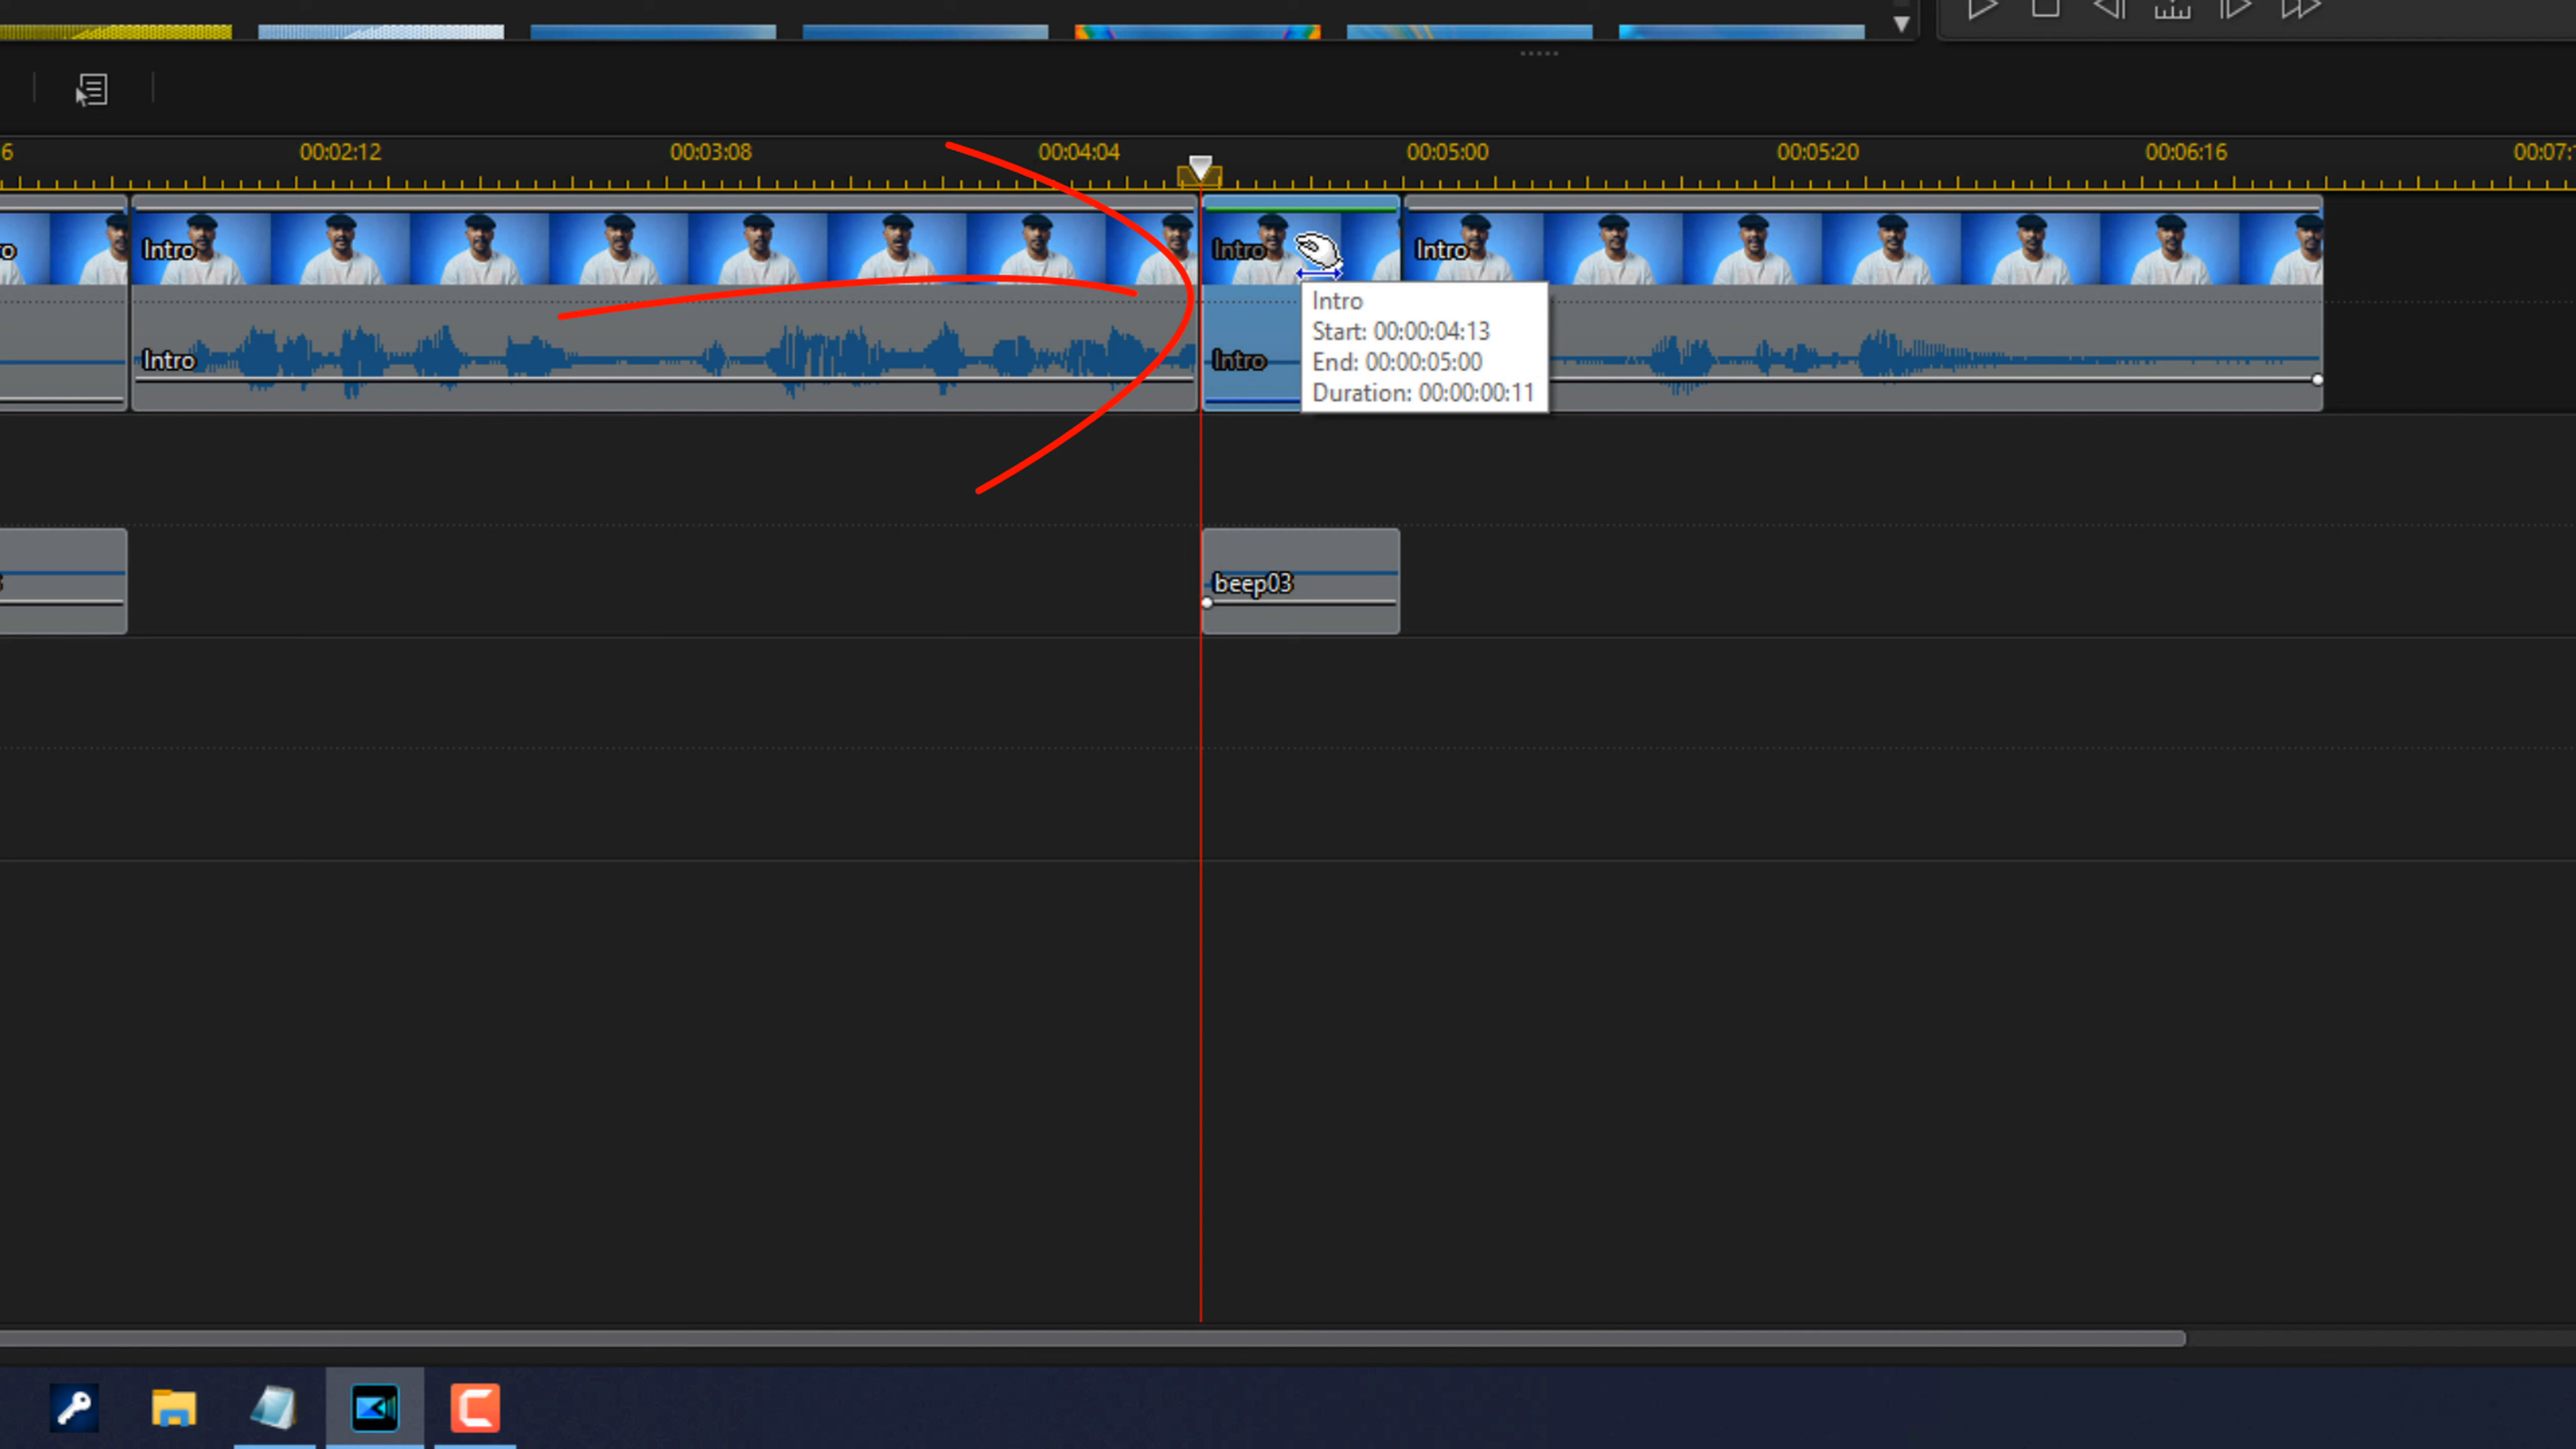 6 00:02:12 00:03:08 00:04:04 00:05:00 00:05:20 00:06:16 00:07:
Intro Intro Intro
Intro
Start: 00:00:04:13
End: 00:00:05:00
Duration: 00:00:00:11
Intro Intro
beep03